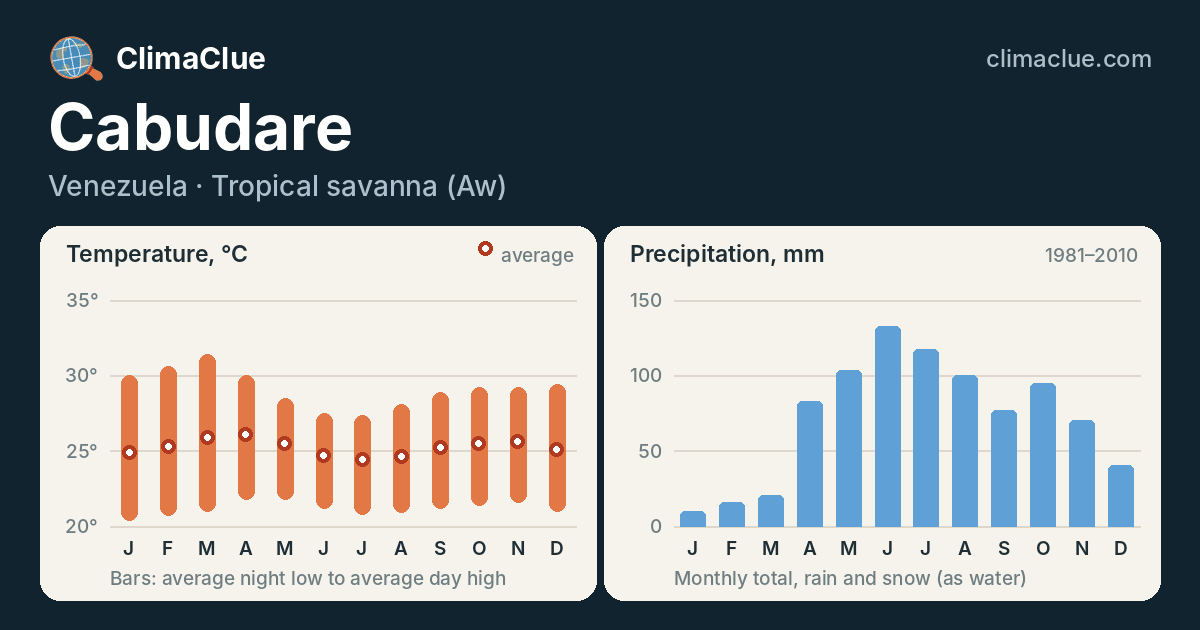 ClimaClue
climaclue.com
Cabudare
Venezuela · Tropical savanna (Aw)
Temperature, °C
average
35°
30°
25°
20°
J F M A M J J A S O N D
Bars: average night low to average day high
Precipitation, mm
1981–2010
150
100
50
0
J F M A M J J A S O N D
Monthly total, rain and snow (as water)